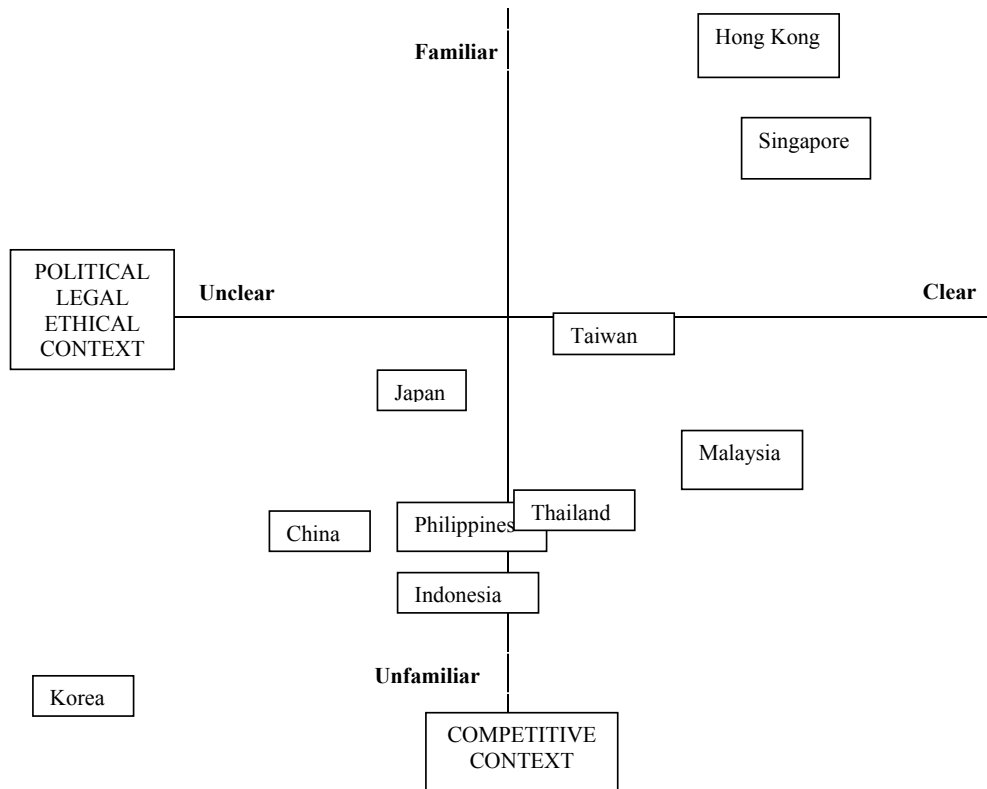 Hong Kong
Familiar
Singapore
POLITICAL
LEGAL
ETHICAL
CONTEXT
Unclear
Clear
Taiwan
Japan
Malaysia
Thailand
Philippines
China
Indonesia
Unfamiliar
Korea
COMPETITIVE
CONTEXT